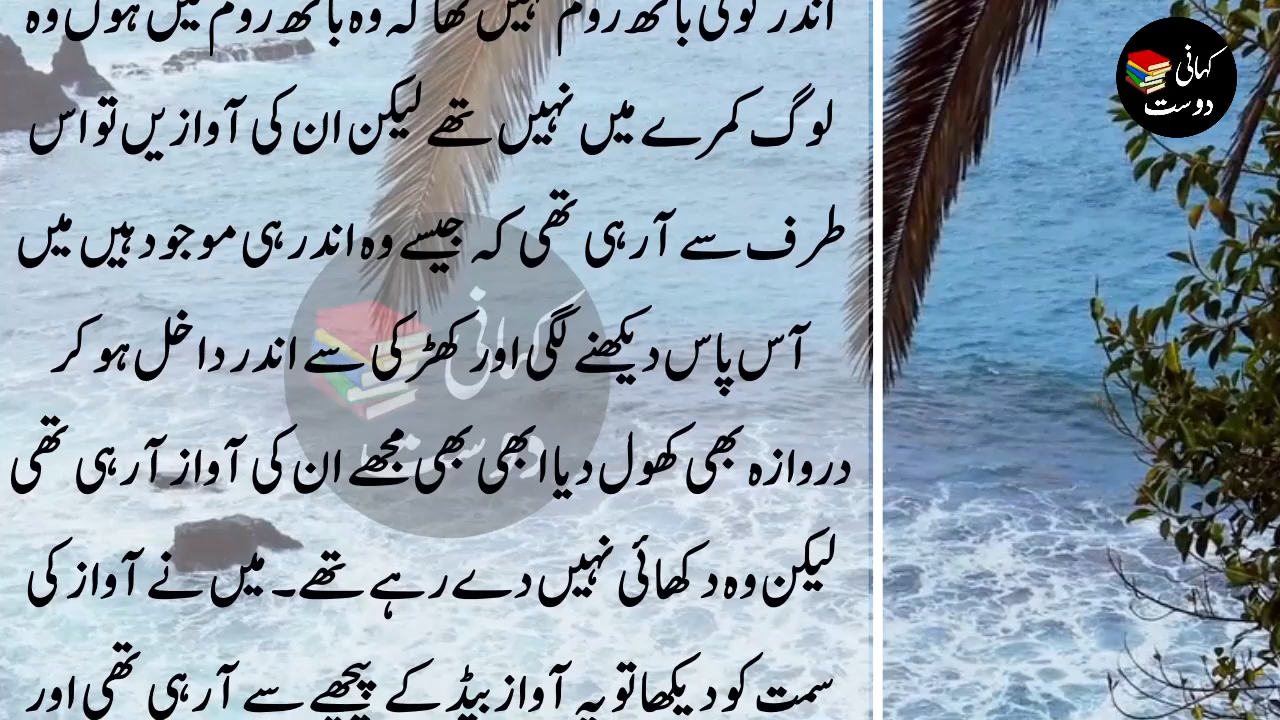 اندر کوئی باتھ روم نہیں تھا کہ وہ باتھ روم میں ہوں وہ
لوگ کمرے میں نہیں تھے لیکن ان کی آوازیں تو اس
طرف سے آرہی تھی کہ جیسے وہ اندر ہی موجود ہیں میں
آس پاس دیکھنے لگی اور کھڑکی سے اندر داخل ہو کر
دروازہ بھی کھول دیا ابھی بھی مجھے ان کی آواز آرہی تھی
لیکن وہ دکھائی نہیں دے رہے تھے۔ میں نے آواز کی
سمت کو دیکھا تو یہ آواز بیڈ کے پیچھے سے آرہی تھی اور
کہانی
دوست
کہانی
دوست